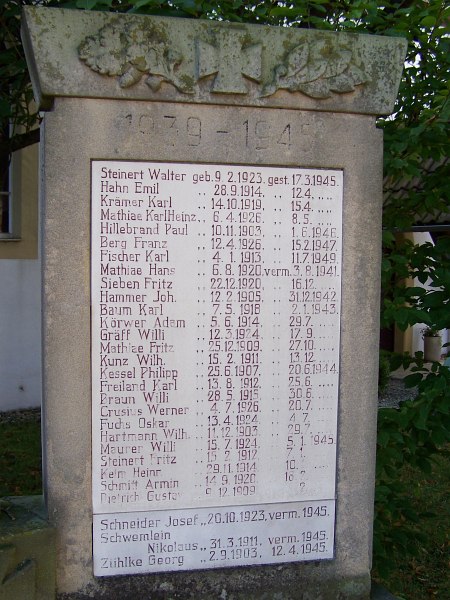 1939 - 1945
Steinert Walter geb. 9.2.1923. gest. 17.3.1945.
Hahn Emil ,, 28.9.1914. ,, 12.4. ....
Krämer Karl ,, 14.10.1919. ,, 15.4. ....
Mathiae KarlHeinz ,, 6.4.1926. ,, 8.5. ....
Hillebrand Paul ,, 10.11.1903. ,, 1.6.1946.
Berg Franz ,, 12.4.1926. ,, 15.2.1947.
Fischer Karl ,, 4.1.1913. ,, 11.7.1949.
Mathiae Hans ,, 6.8.1920. verm. 3.8.1941.
Sieben Fritz ,, 22.12.1920. ,, 16.12. ....
Hammer Joh. ,, 12.2.1905. ,, 31.12.1942.
Baum Karl ,, 7.5.1918 ,, 2.1.1943.
Körwer Adam ,, 5.6.1914. ,, 29.7. ....
Gräff Willi ,, 12.3.1924. ,, 17.9. ....
Mathiae Fritz ,, 25.12.1909. ,, 27.10. ....
Kunz Wilh. ,, 15.2.1911. ,, 13.12. ....
Kessel Philipp ,, 25.6.1907. ,, 20.6.1944.
Freiland Karl ,, 13.8.1912. ,, 25.6. ....
Braun Willi ,, 28.5.1915. ,, 30.6. ....
Crusius Werner ,, 4.7.1926. ,, 20.7. ....
Fuchs Oskar ,, 13.4.1924. ,, 4.7.
Hartmann Wilh. ,, 11.12.1903. ,, 29.7.
Maurer Willi ,, 15.7.1924. ,, 5.1.1945
Steinert Fritz ,, 15.2.1912. ,, 7.1.
Keim Heinr. ,, 29.11.1914
Schmitt Armin ,, 14.9.1920.
Dietrich Gustav ,, 9.12.1909.
Schneider Josef ,, 20.10.1923. verm. 1945.
Schwemlein
Nikolaus ,, 31.3.1911. verm. 1945.
Zühlke Georg ,, 2.9.1903. ,, 12.4.1945.